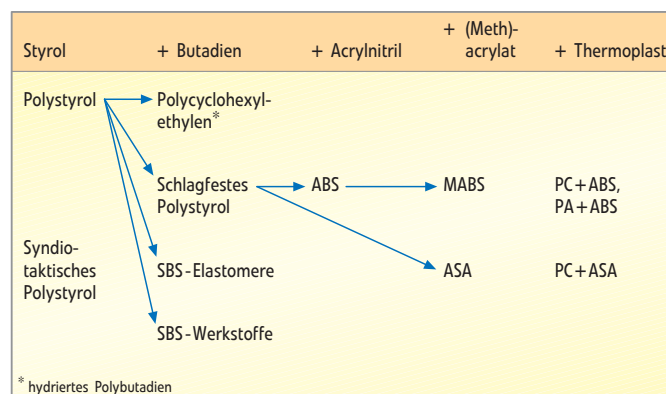 Styrol + Butadien + Acrylnitril + (Meth)- + Thermoplast
acrylat
Polystyrol Polycyclohexyl-
ethylen*
Schlagfestes ABS MABS PC+ABS,
Polystyrol PA+ABS
Syndio-
taktisches SBS-Elastomere ASA PC+ASA
Polystyrol
SBS-Werkstoffe
* hydriertes Polybutadien